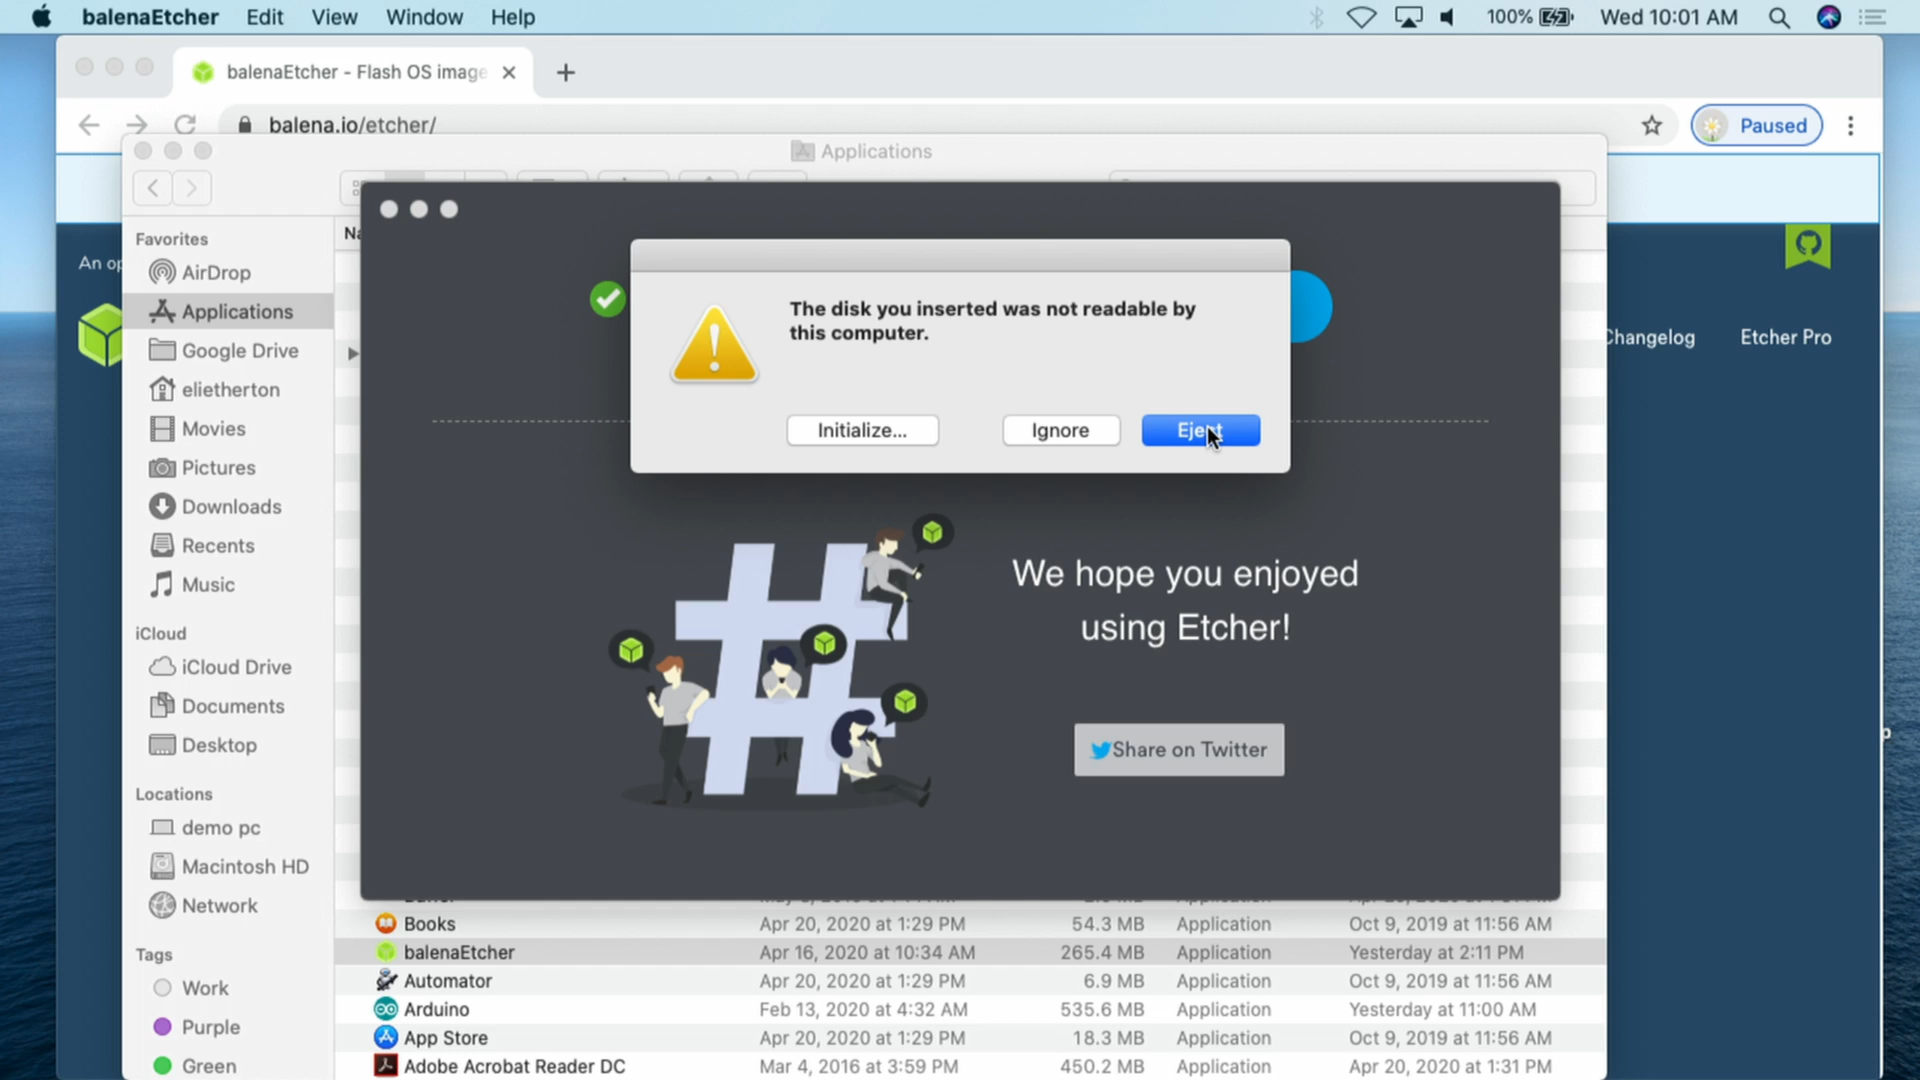 balenaEtcher Edit View Window Help 100% Wed 10:01 AM
balenaEtcher - Flash OS image
balena.io/etcher/ Paused
Applications
Na
An op
Changelog Etcher Pro
Favorites
AirDrop
Applications
Google Drive
elietherton
Movies
Pictures
Downloads
Recents
Music
iCloud
iCloud Drive
Documents
Desktop
Locations
demo pc
Macintosh HD
Network
Tags
Work
Purple
Green
The disk you inserted was not readable by
this computer.
Initialize... Ignore Eject
We hope you enjoyed
using Etcher!
Share on Twitter
Books Apr 20, 2020 at 1:29 PM 54.3 MB Application Oct 9, 2019 at 11:56 AM
balenaEtcher Apr 16, 2020 at 10:34 AM 265.4 MB Application Yesterday at 2:11 PM
Automator Apr 20, 2020 at 1:29 PM 6.9 MB Application Oct 9, 2019 at 11:56 AM
Arduino Feb 13, 2020 at 4:32 AM 535.6 MB Application Yesterday at 11:00 AM
App Store Apr 20, 2020 at 1:29 PM 18.3 MB Application Oct 9, 2019 at 11:56 AM
Adobe Acrobat Reader DC Mar 4, 2016 at 3:59 PM 450.2 MB Application Apr 20, 2020 at 1:31 PM